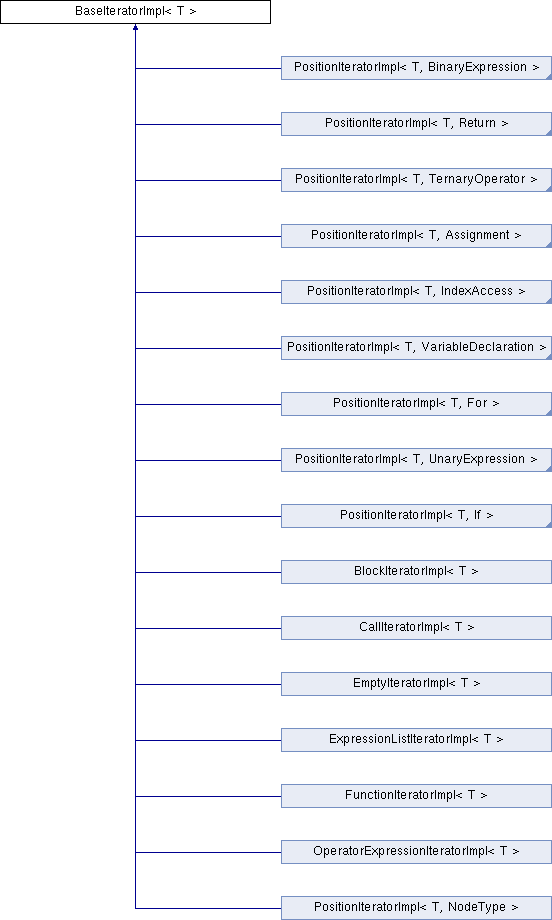 BaseIteratorImpl< T >
PositionIteratorImpl< T, BinaryExpression >
PositionIteratorImpl< T, Return >
PositionIteratorImpl< T, TernaryOperator >
PositionIteratorImpl< T, Assignment >
PositionIteratorImpl< T, IndexAccess >
PositionIteratorImpl< T, VariableDeclaration >
PositionIteratorImpl< T, For >
PositionIteratorImpl< T, UnaryExpression >
PositionIteratorImpl< T, If >
BlockIteratorImpl< T >
CallIteratorImpl< T >
EmptyIteratorImpl< T >
ExpressionListIteratorImpl< T >
FunctionIteratorImpl< T >
OperatorExpressionIteratorImpl< T >
PositionIteratorImpl< T, NodeType >